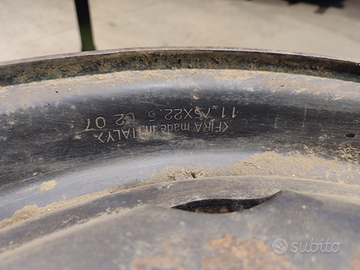 <FIRA made in ITALY>
11,75X22.5 12 07
subito